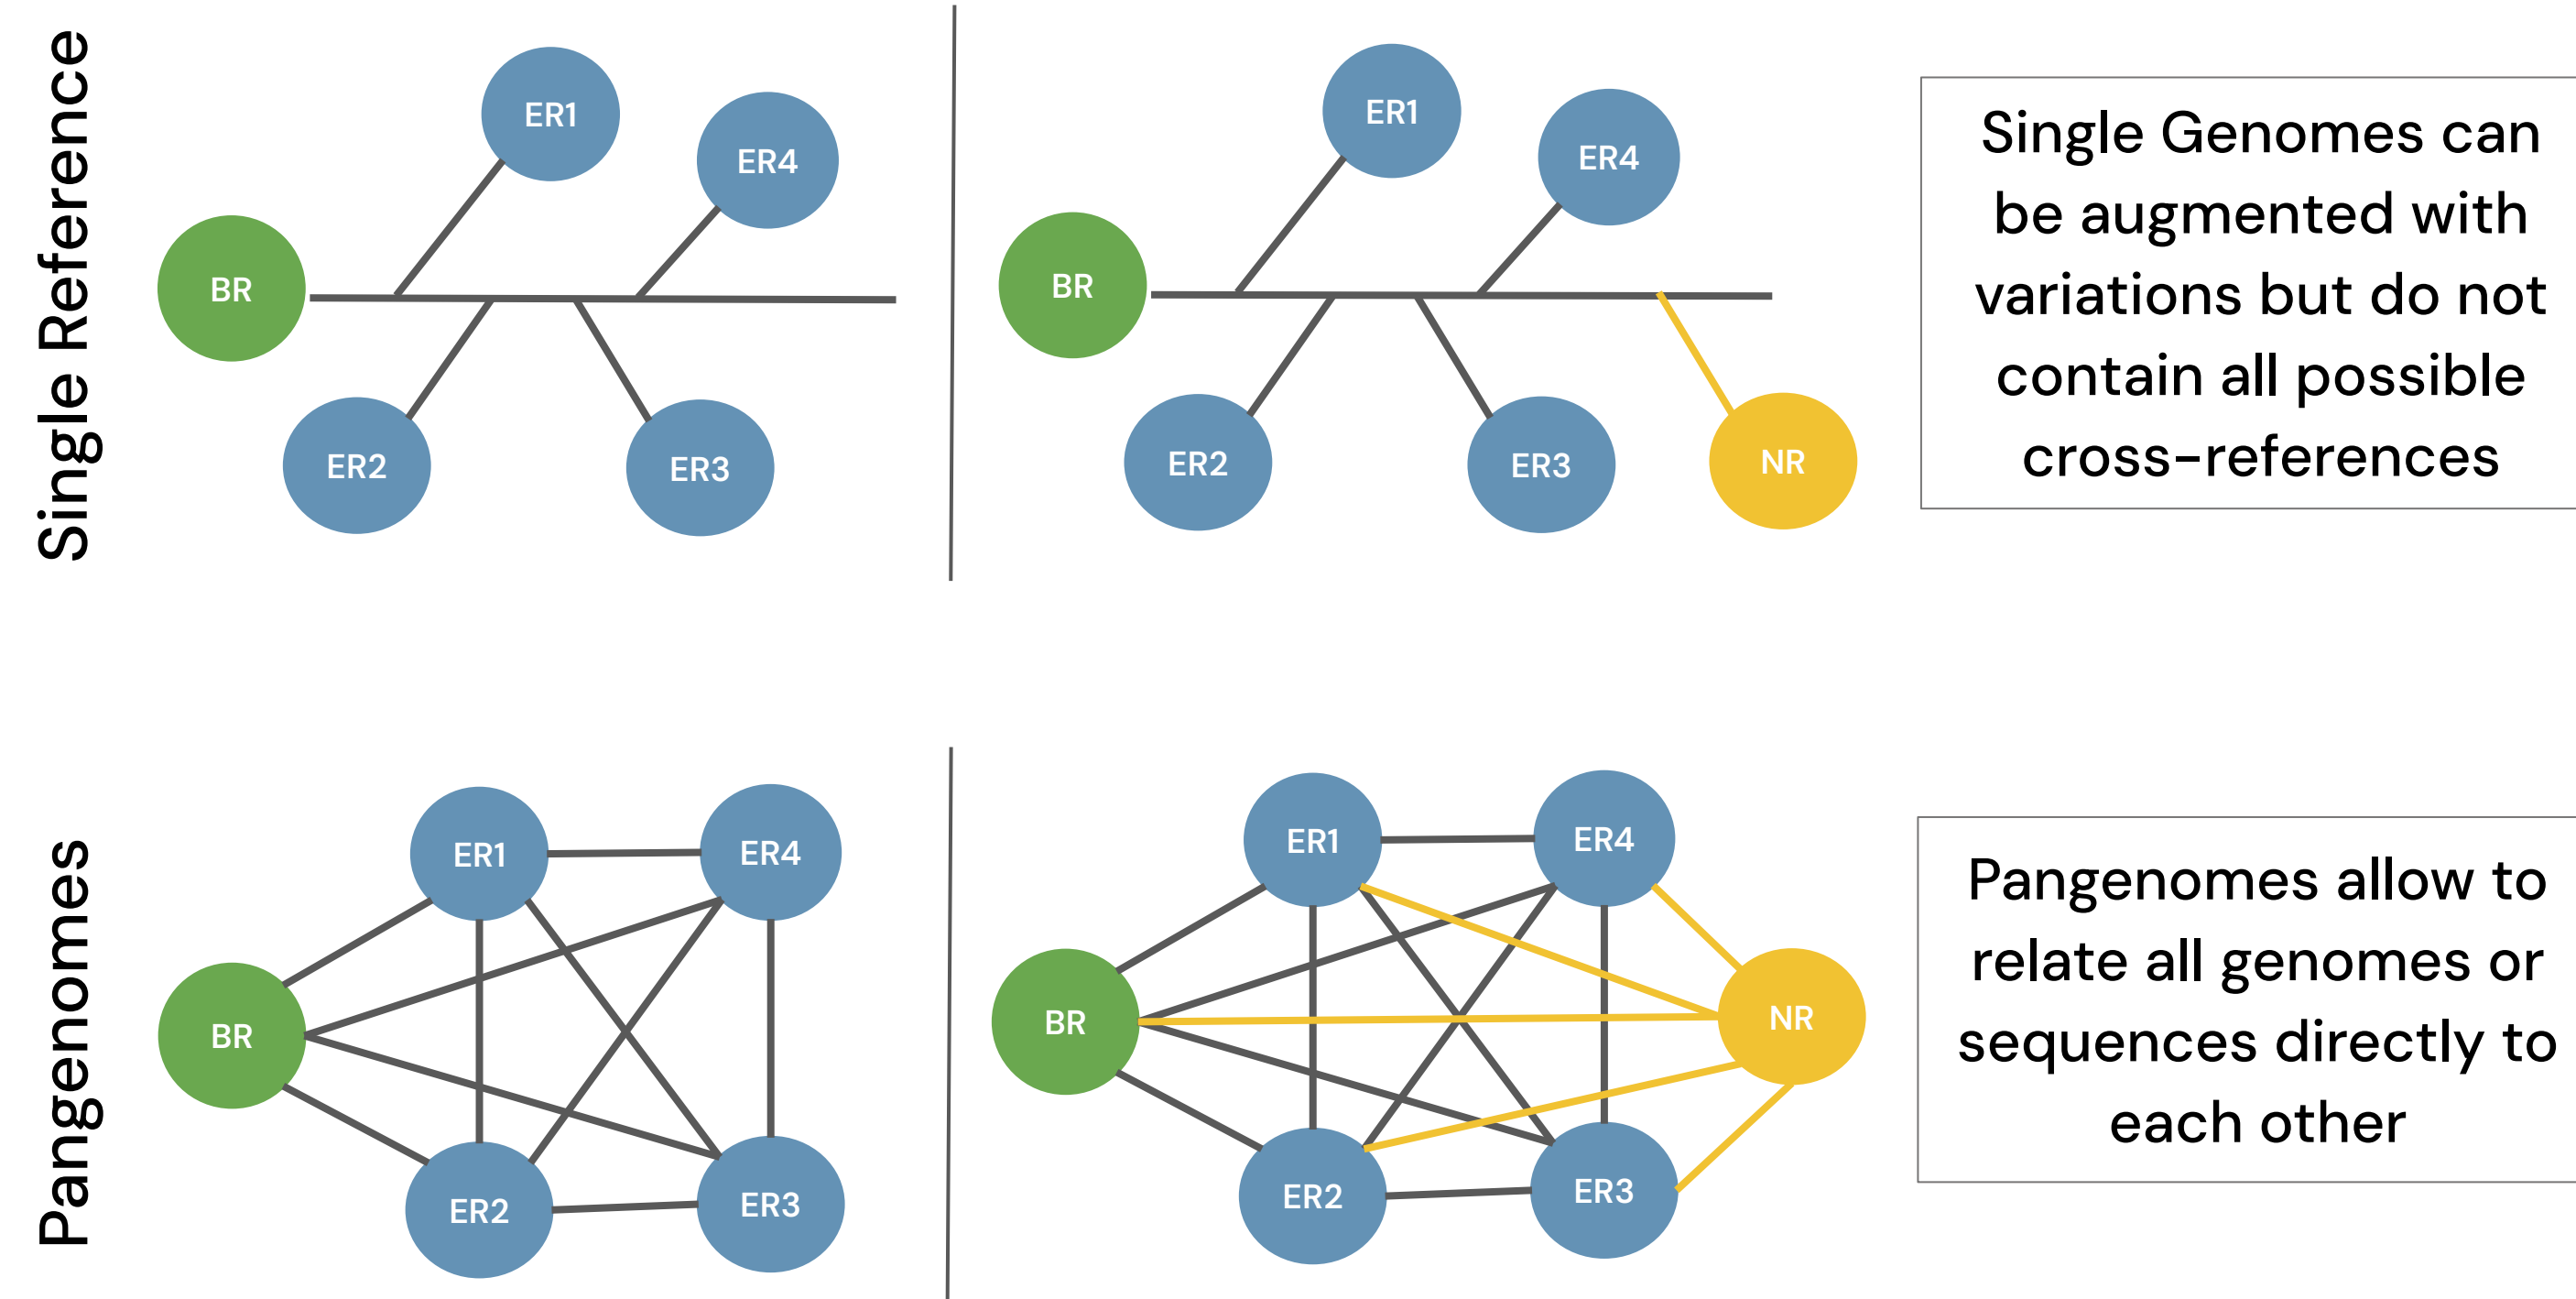 Single Reference
ER1
ER4
BR
ER2
ER3
ER1
ER4
BR
ER2
ER3
NR
Single Genomes can
be augmented with
variations but do not
contain all possible
cross-references
Pangenomes
ER1
ER4
BR
ER2
ER3
ER1
ER4
BR
NR
ER2
ER3
Pangenomes allow to
relate all genomes or
sequences directly to
each other